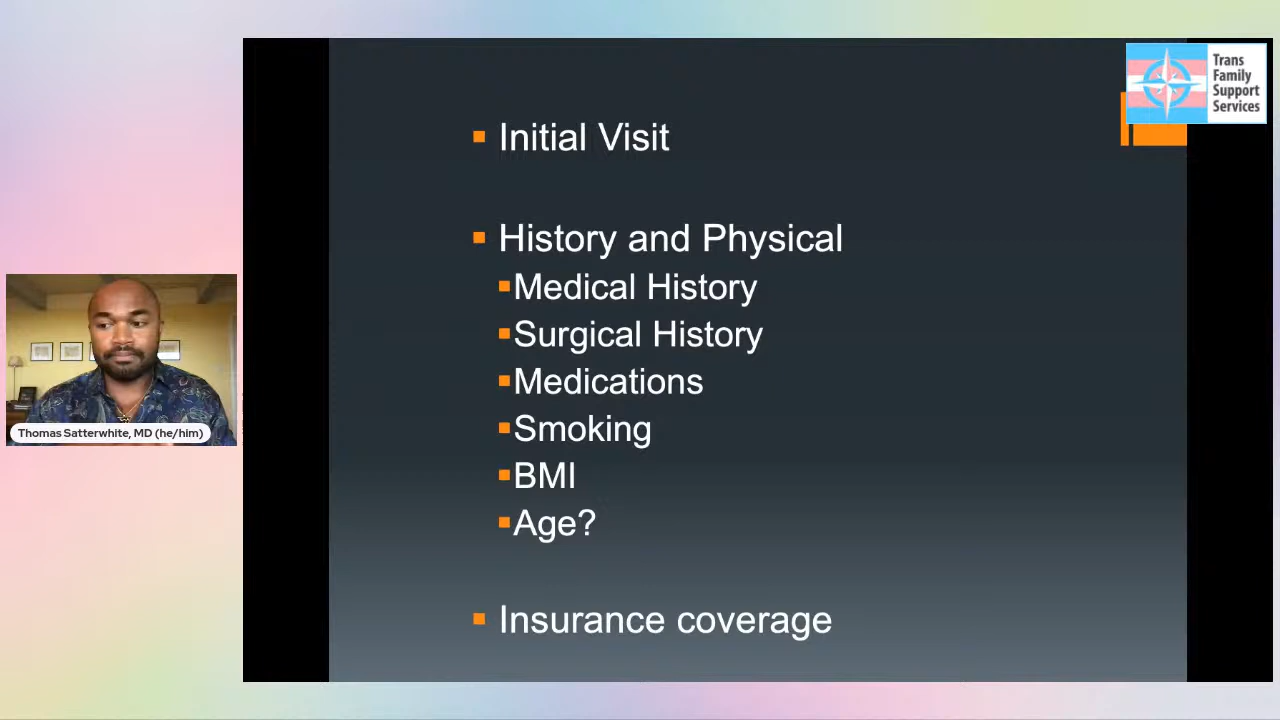 Trans
Family
Support
Services
Initial Visit
History and Physical
Medical History
Surgical History
Medications
Smoking
BMI
Age?
Insurance coverage
Thomas Satterwhite, MD (he/him)